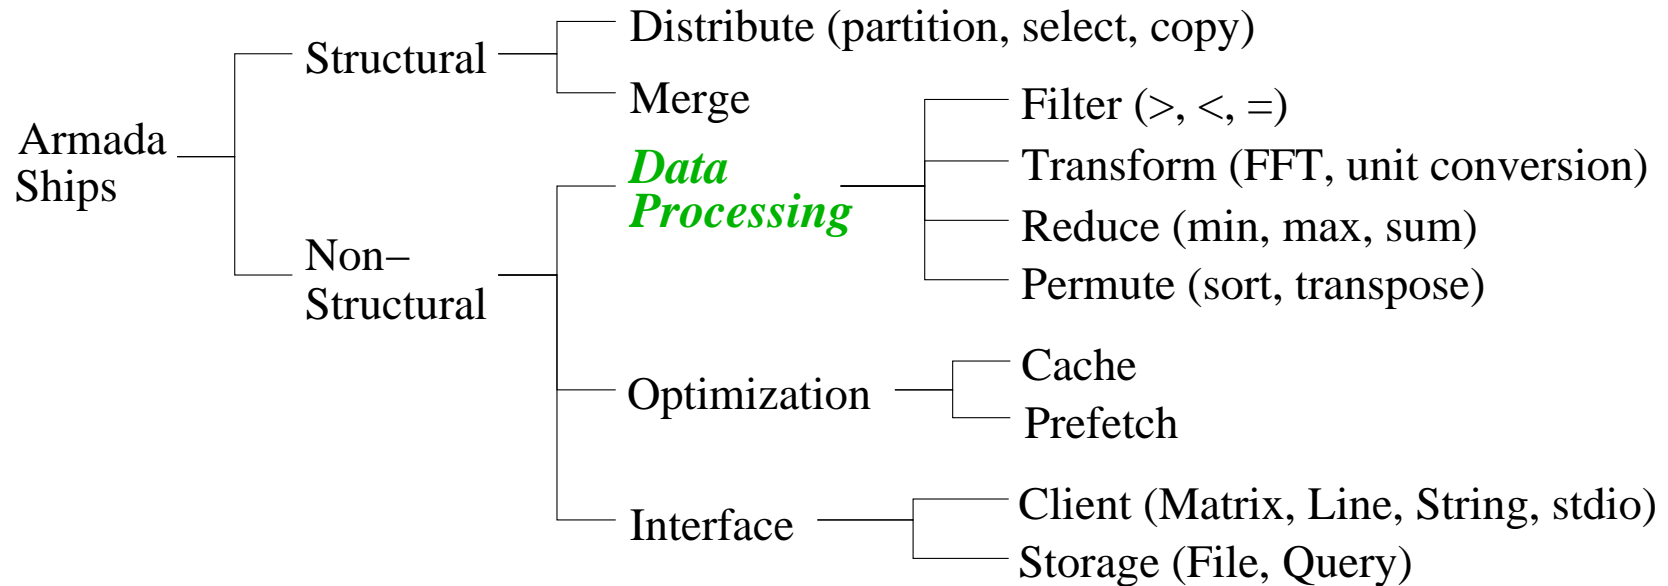 Armada
Ships
Structural
Distribute (partition, select, copy)
Merge
Non−
Structural
Data
Processing
Filter (>, <, =)
Transform (FFT, unit conversion)
Reduce (min, max, sum)
Permute (sort, transpose)
Optimization
Cache
Prefetch
Interface
Client (Matrix, Line, String, stdio)
Storage (File, Query)